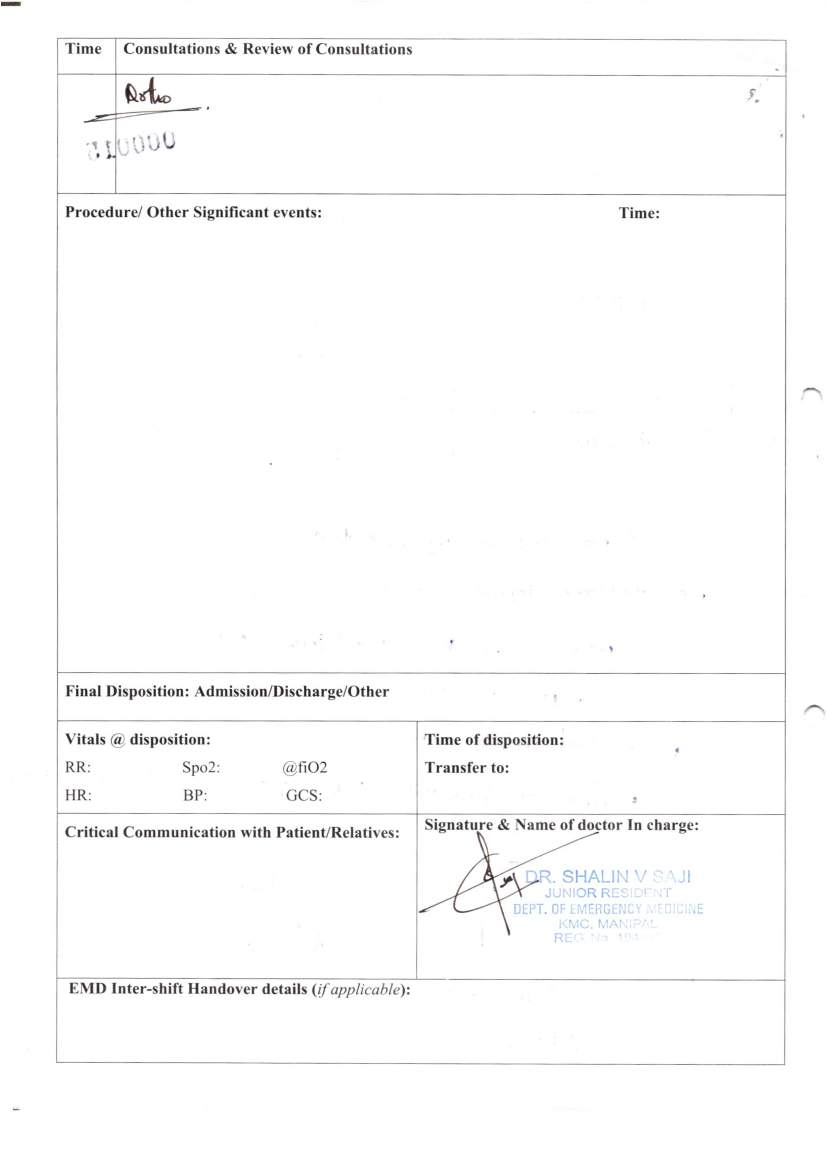 Time Consultations & Review of Consultations
Ortho
Procedure/ Other Significant events: Time:
Final Disposition: Admission/Discharge/Other
Vitals @ disposition: Time of disposition:
RR: Spo2: @fiO2 Transfer to:
HR: BP: GCS:
Critical Communication with Patient/Relatives: Signature & Name of doctor In charge:
DR. SHALIN V SAJI
JUNIOR RESIDENT
DEPT. OF EMERGENCY MEDICINE
KMC, MANIPAL
REG No
EMD Inter-shift Handover details (if applicable):